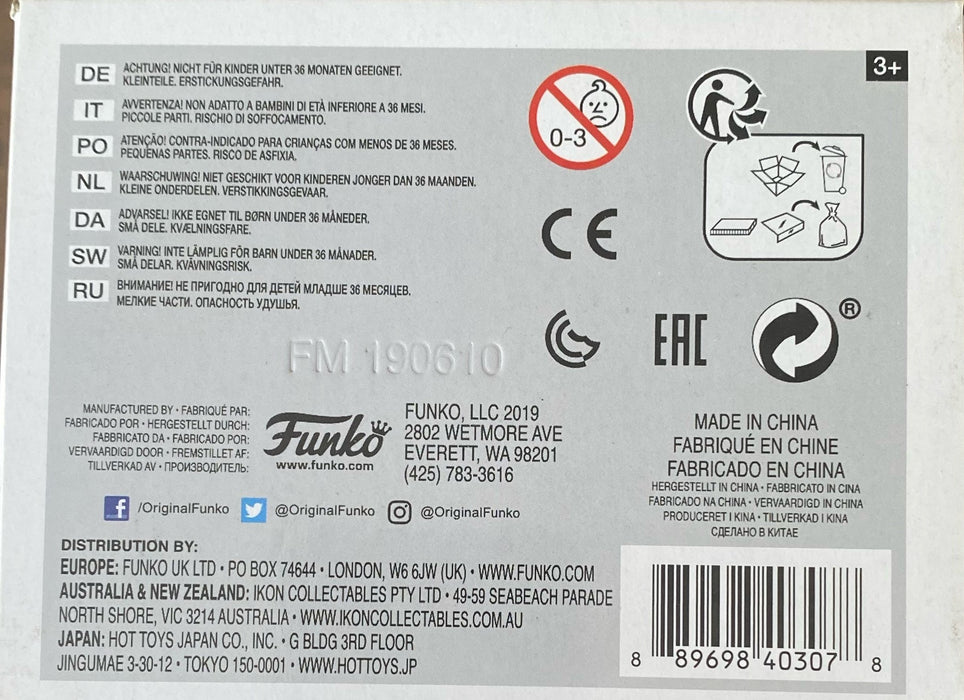 3+
DE ACHTUNG! NICHT FÜR KINDER UNTER 36 MONATEN GEEIGNET.
KLEINTEILE. ERSTICKUNGSGEFAHR.
IT AVVERTENZA! NON ADATTO A BAMBINI DI ETÀ INFERIORE A 36 MESI.
PICCOLE PARTI. RISCHIO DI SOFFOCAMENTO.
PO ATENÇÃO! CONTRA-INDICADO PARA CRIANÇAS COM MENOS DE 36 MESES.
PEQUENAS PARTES. RISCO DE ASFIXIA.
NL WAARSCHUWING! NIET GESCHIKT VOOR KINDEREN JONGER DAN 36 MAANDEN.
KLEINE ONDERDELEN. VERSTIKKINGSGEVAAR.
DA ADVARSEL! IKKE EGNET TIL BØRN UNDER 36 MÅNEDER.
SMÅ DELE. KVÆLNINGSFARE.
SW VARNING! INTE LÄMPLIG FÖR BARN UNDER 36 MÅNADER.
SMÅ DELAR. KVÄVNINGSRISK.
RU ВНИМАНИЕ! НЕ ПРИГОДНО ДЛЯ ДЕТЕЙ МЛАДШЕ 36 МЕСЯЦЕВ.
МЕЛКИЕ ЧАСТИ. ОПАСНОСТЬ УДУШЬЯ.
0-3
CE
EAC
®
FM 190610
MANUFACTURED BY • FABRIQUÉ PAR:
FABRICADO POR • HERGESTELLT DURCH:
FABBRICATO DA • FABRICADO POR:
VERVAARDIGD DOOR • FREMSTILLET AF:
TILLVERKAD AV • ПРОИЗВОДИТЕЛЬ:
Funko
www.funko.com
FUNKO, LLC 2019
2802 WETMORE AVE
EVERETT, WA 98201
(425) 783-3616
MADE IN CHINA
FABRIQUÉ EN CHINE
FABRICADO EN CHINA
HERGESTELLT IN CHINA • FABBRICATO IN CINA
FABRICADO NA CHINA • VERVAARDIGD IN CHINA
PRODUCERET I KINA • TILLVERKAD I KINA
СДЕЛАНО В КИТАЕ
f /OriginalFunko @OriginalFunko @OriginalFunko
DISTRIBUTION BY:
EUROPE: FUNKO UK LTD • PO BOX 74644 • LONDON, W6 6JW (UK) • WWW.FUNKO.COM
AUSTRALIA & NEW ZEALAND: IKON COLLECTABLES PTY LTD • 49-59 SEABEACH PARADE
NORTH SHORE, VIC 3214 AUSTRALIA • WWW.IKONCOLLECTABLES.COM.AU
JAPAN: HOT TOYS JAPAN CO., INC. • G BLDG 3RD FLOOR
JINGUMAE 3-30-12 • TOKYO 150-0001 • WWW.HOTTOYS.JP
8 89698 40307 8